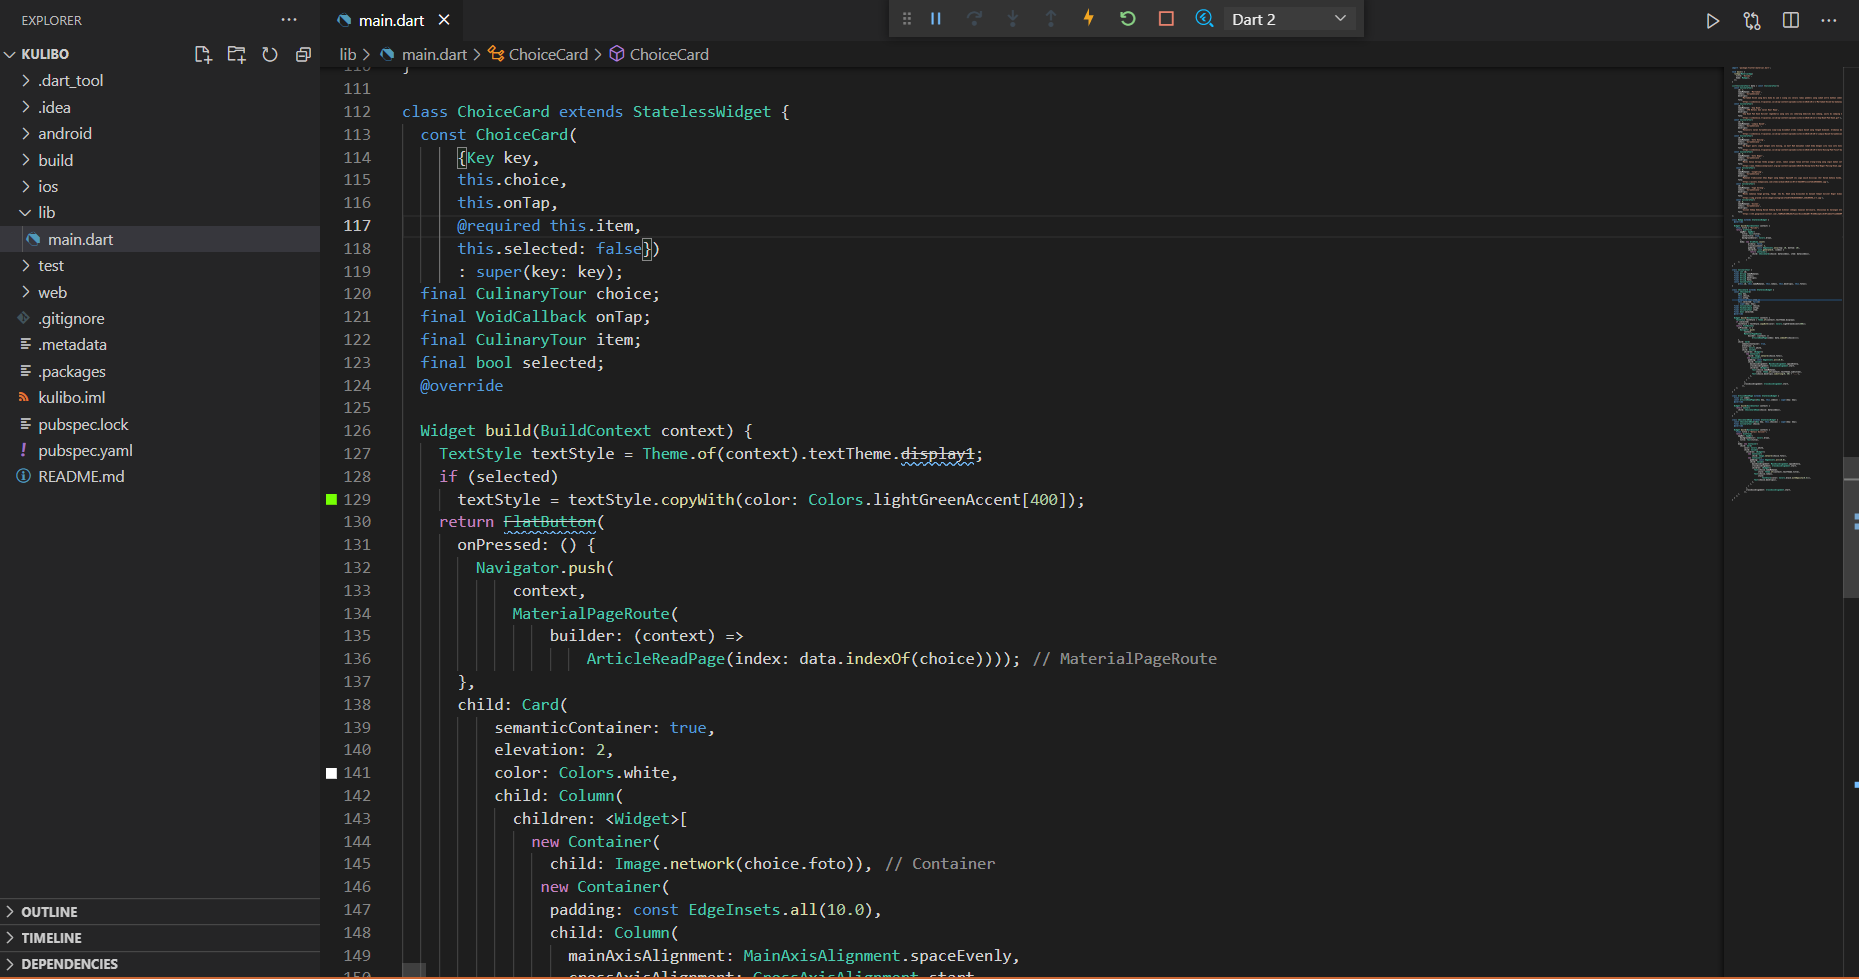 EXPLORER
KULIBO
.dart_tool
.idea
android
build
ios
lib
main.dart
test
web
.gitignore
.metadata
.packages
kulibo.iml
pubspec.lock
pubspec.yaml
README.md
OUTLINE
TIMELINE
DEPENDENCIES
main.dart
Dart 2
lib > main.dart > ChoiceCard > ChoiceCard
110 }
111
112 class ChoiceCard extends StatelessWidget {
113 const ChoiceCard(
114 {Key key,
115 this.choice,
116 this.onTap,
117 @required this.item,
118 this.selected: false})
119 : super(key: key);
120 final CulinaryTour choice;
121 final VoidCallback onTap;
122 final CulinaryTour item;
123 final bool selected;
124 @override
125
126 Widget build(BuildContext context) {
127 TextStyle textStyle = Theme.of(context).textTheme.display1;
128 if (selected)
129 textStyle = textStyle.copyWith(color: Colors.lightGreenAccent[400]);
130 return FlatButton(
131 onPressed: () {
132 Navigator.push(
133 context,
134 MaterialPageRoute(
135 builder: (context) =>
136 ArticleReadPage(index: data.indexOf(choice)))); // MaterialPageRoute
137 },
138 child: Card(
139 semanticContainer: true,
140 elevation: 2,
141 color: Colors.white,
142 child: Column(
143 children: <Widget>[
144 new Container(
145 child: Image.network(choice.foto)), // Container
146 new Container(
147 padding: const EdgeInsets.all(10.0),
148 child: Column(
149 mainAxisAlignment: MainAxisAlignment.spaceEvenly,
150 crossAxisAlignment: CrossAxisAlignment.start